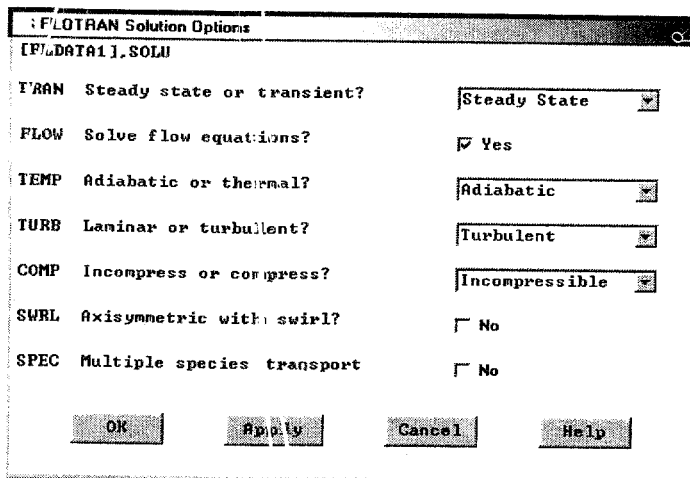 FLOTRAN Solution Options
[FLDATA1],SOLU
TRAN Steady state or transient? Steady State
FLOW Solve flow equations? Yes
TEMP Adiabatic or thermal? Adiabatic
TURB Laminar or turbulent? Turbulent
COMP Incompress or compress? Incompressible
SWRL Axisymmetric with swirl? No
SPEC Multiple species transport No
OK Apply Cancel Help